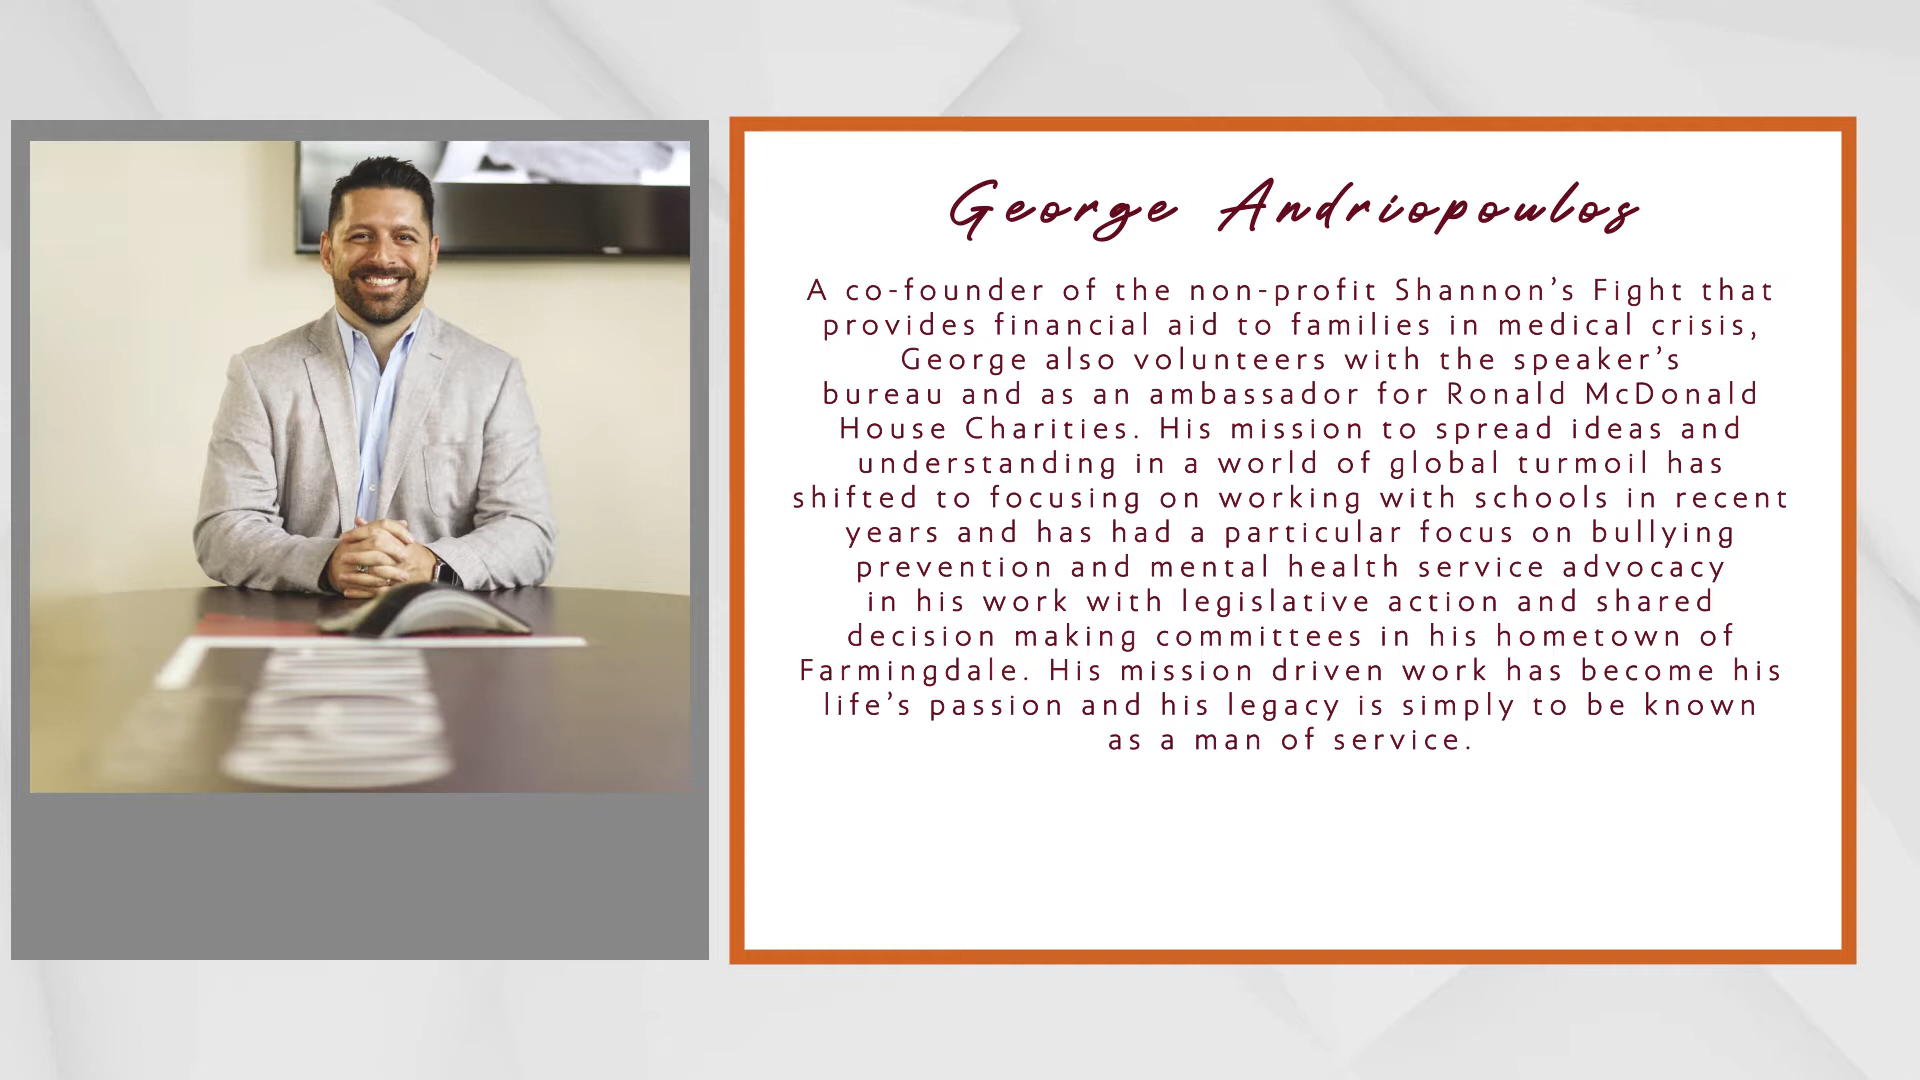 George Andriopoulos
A co-founder of the non-profit Shannon’s Fight that
provides financial aid to families in medical crisis,
George also volunteers with the speaker’s
bureau and as an ambassador for Ronald McDonald
House Charities. His mission to spread ideas and
understanding in a world of global turmoil has
shifted to focusing on working with schools in recent
years and has had a particular focus on bullying
prevention and mental health service advocacy
in his work with legislative action and shared
decision making committees in his hometown of
Farmingdale. His mission driven work has become his
life’s passion and his legacy is simply to be known
as a man of service.